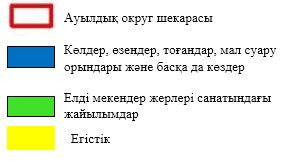 Ауылдық округ шекарасы
Көлдер, өзендер, тоғандар, мал суару
орындары және басқа да көздер
Елді мекендер жерлері санатындағы
жайылымдар
Егістік